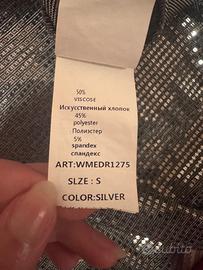 50%
VISCOSE
Искусственный хлопок
45%
polyester
Полиэстер
5%
spandex
спандекс
ART:WMEDR1275
SLZE : S
COLOR:SILVER
subito